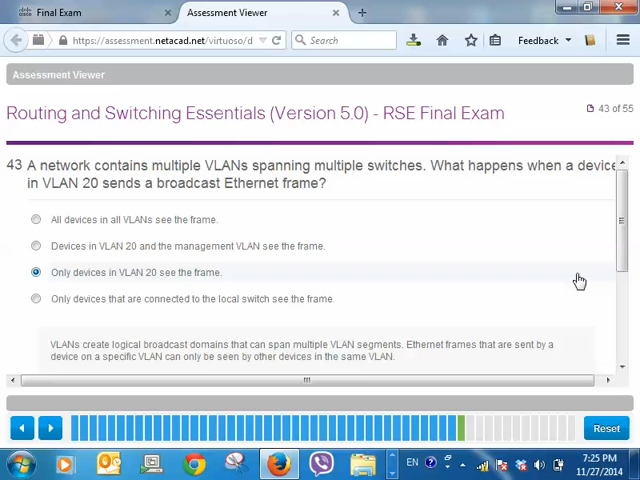 Final Exam
Assessment Viewer
https://assessment.netacad.net/virtuoso/d
Search
Feedback
Assessment Viewer
Routing and Switching Essentials (Version 5.0) - RSE Final Exam
43 of 55
43 A network contains multiple VLANs spanning multiple switches. What happens when a device
in VLAN 20 sends a broadcast Ethernet frame?
All devices in all VLANs see the frame.
Devices in VLAN 20 and the management VLAN see the frame.
Only devices in VLAN 20 see the frame.
Only devices that are connected to the local switch see the frame.
VLANs create logical broadcast domains that can span multiple VLAN segments. Ethernet frames that are sent by a
device on a specific VLAN can only be seen by other devices in the same VLAN.
Reset
EN
7:25 PM
11/27/2014